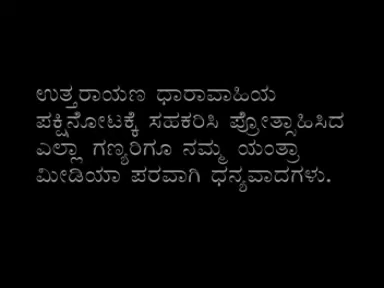 ಉತ್ತರಾಯಣ ಧಾರಾವಾಹಿಯ
ಪಕ್ಷಿನೋಟಕ್ಕೆ ಸಹಕರಿಸಿ ಪ್ರೋತ್ಸಾಹಿಸಿದ
ಎಲ್ಲಾ ಗಣ್ಯರಿಗೂ ನಮ್ಮ ಯಂತ್ರಾ
ಮೀಡಿಯಾ ಪರವಾಗಿ ಧನ್ಯವಾದಗಳು.